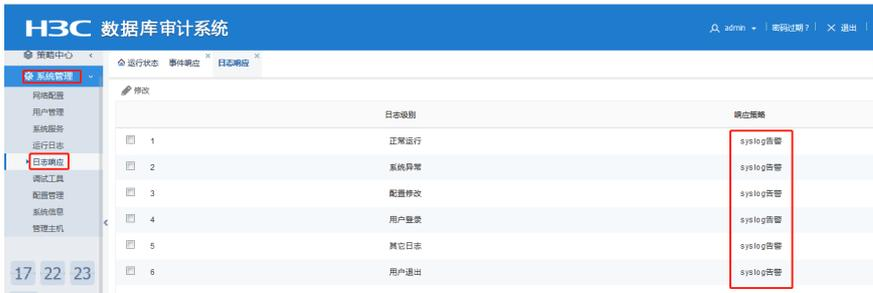 H3C 数据库审计系统
admin 密码过期? 退出
策略中心
系统管理
网络配置
用户管理
系统服务
运行日志
日志响应
调试工具
配置管理
系统信息
管理主机
17 22 23
运行状态 事件响应 日志响应
修改
日志级别 响应策略
1 正常运行 syslog告警
2 系统异常 syslog告警
3 配置修改 syslog告警
4 用户登录 syslog告警
5 其它日志 syslog告警
6 用户退出 syslog告警